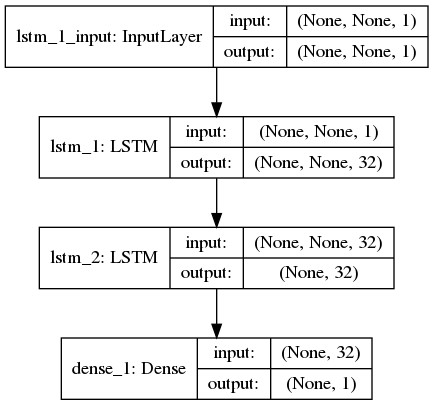 lstm_1_input: InputLayer
input: (None, None, 1)
output: (None, None, 1)
lstm_1: LSTM
input: (None, None, 1)
output: (None, None, 32)
lstm_2: LSTM
input: (None, None, 32)
output: (None, 32)
dense_1: Dense
input: (None, 32)
output: (None, 1)